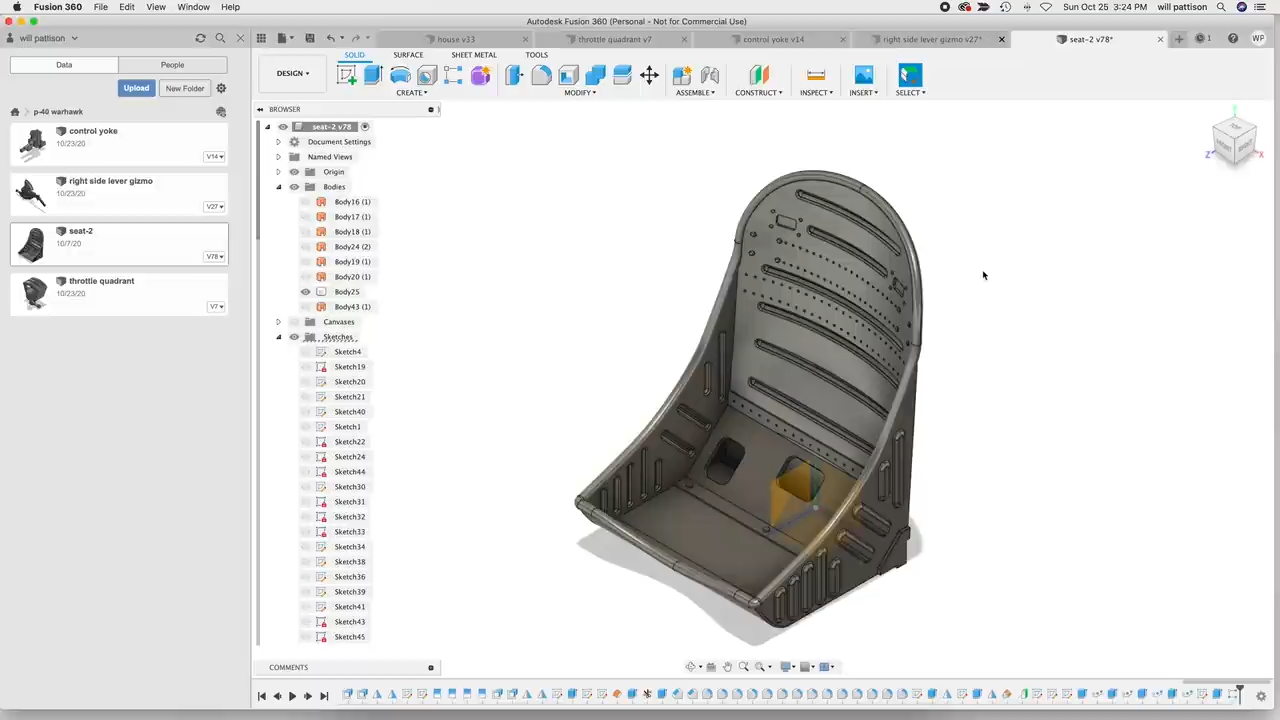 Fusion 360 File Edit View Window Help
Sun Oct 25 3:24 PM will pattison
Autodesk Fusion 360 (Personal - Not for Commercial Use)
will pattison
house v33
throttle quadrant v7
control yoke v14
right side lever gizmo v27*
seat-2 v78*
1
WP
Data People
Upload New Folder
p-40 warhawk
control yoke
10/23/20
V14
right side lever gizmo
10/23/20
V27
seat-2
10/7/20
V78
throttle quadrant
10/23/20
V7
SOLID SURFACE SHEET METAL TOOLS
DESIGN
CREATE MODIFY ASSEMBLE CONSTRUCT INSPECT INSERT SELECT
BROWSER
seat-2 v78
Document Settings
Named Views
Origin
Bodies
Body16 (1)
Body17 (1)
Body18 (1)
Body24 (2)
Body19 (1)
Body20 (1)
Body25
Body43 (1)
Canvases
Sketches
Sketch4
Sketch19
Sketch20
Sketch21
Sketch40
Sketch1
Sketch22
Sketch24
Sketch44
Sketch30
Sketch31
Sketch32
Sketch33
Sketch34
Sketch38
Sketch36
Sketch39
Sketch41
Sketch43
Sketch45
COMMENTS
TOP
FRONT
RIGHT
Z
X
Y